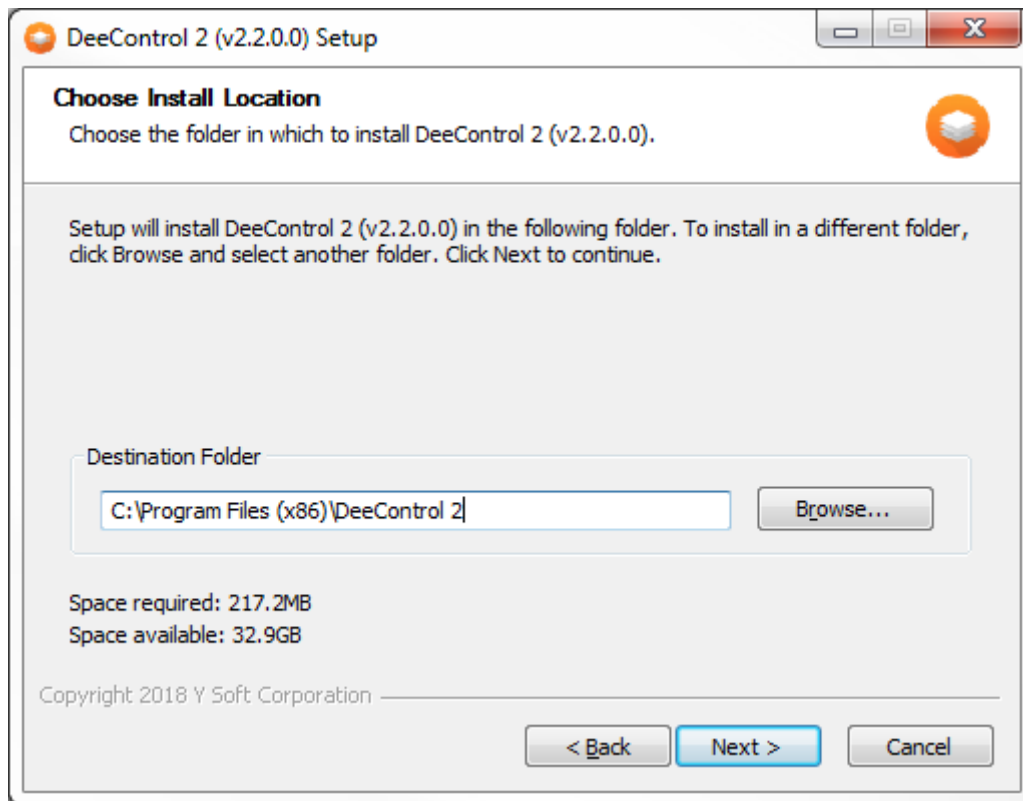 DeeControl 2 (v2.2.0.0) Setup
Choose Install Location
Choose the folder in which to install DeeControl 2 (v2.2.0.0).
Setup will install DeeControl 2 (v2.2.0.0) in the following folder. To install in a different folder,
click Browse and select another folder. Click Next to continue.
Destination Folder
C:\Program Files (x86)\DeeControl 2
Browse...
Space required: 217.2MB
Space available: 32.9GB
Copyright 2018 Y Soft Corporation
< Back Next > Cancel